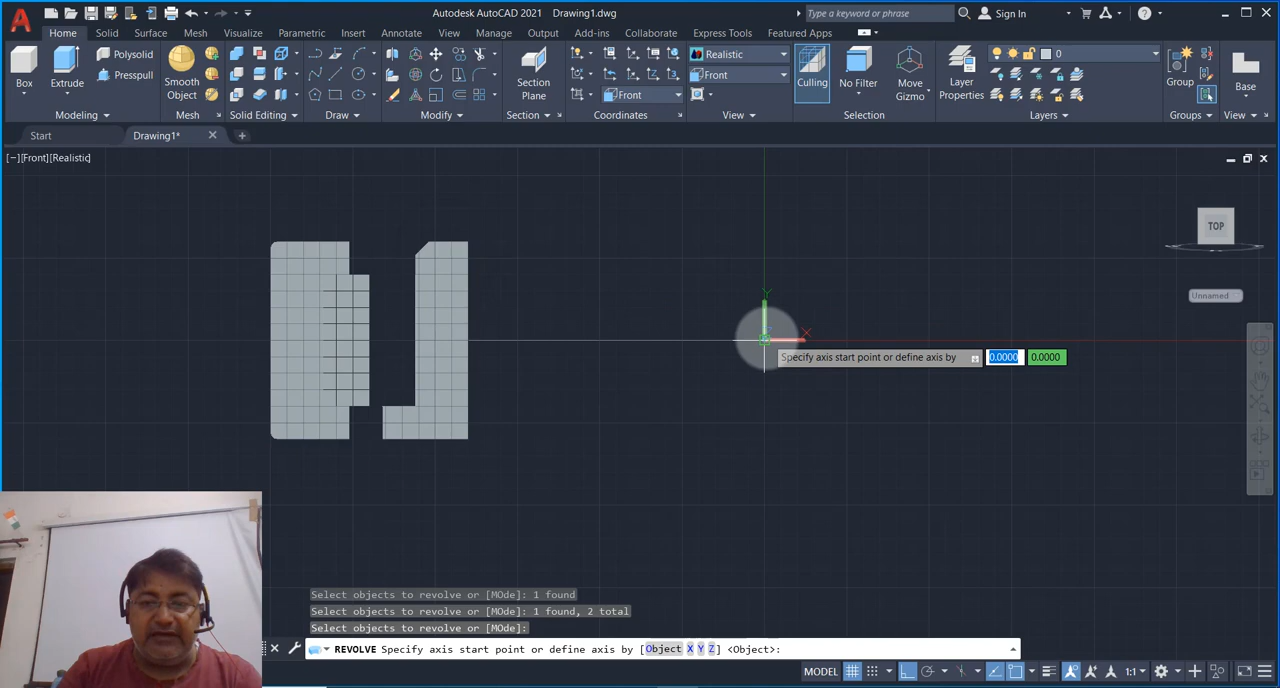 Autodesk AutoCAD 2021 Drawing1.dwg
Type a keyword or phrase
Sign In
Home Solid Surface Mesh Visualize Parametric Insert Annotate View Manage Output Add-ins Collaborate Express Tools Featured Apps
Box
Extrude
Polysolid
Presspull
Smooth Object
Section Plane
Realistic
Front
Front
Culling
No Filter
Move Gizmo
Layer Properties
0
Group
Base
Modeling
Mesh
Solid Editing
Draw
Modify
Section
Coordinates
View
Selection
Layers
Groups
View
Start
Drawing1*
[−][Front][Realistic]
TOP
Unnamed
Y
X
Specify axis start point or define axis by
0.0000
0.0000
Select objects to revolve or [MOde]: 1 found
Select objects to revolve or [MOde]: 1 found, 2 total
Select objects to revolve or [MOde]:
REVOLVE Specify axis start point or define axis by [Object X Y Z] <Object>:
MODEL
1:1